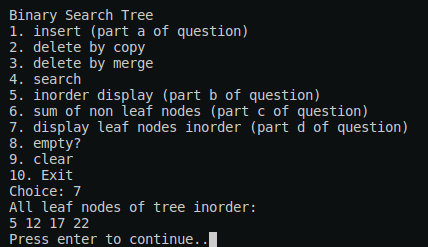 Binary Search Tree
1. insert (part a of question)
2. delete by copy
3. delete by merge
4. search
5. inorder display (part b of question)
6. sum of non leaf nodes (part c of question)
7. display leaf nodes inorder (part d of question)
8. empty?
9. clear
10. Exit
Choice: 7
All leaf nodes of tree inorder:
5 12 17 22
Press enter to continue..